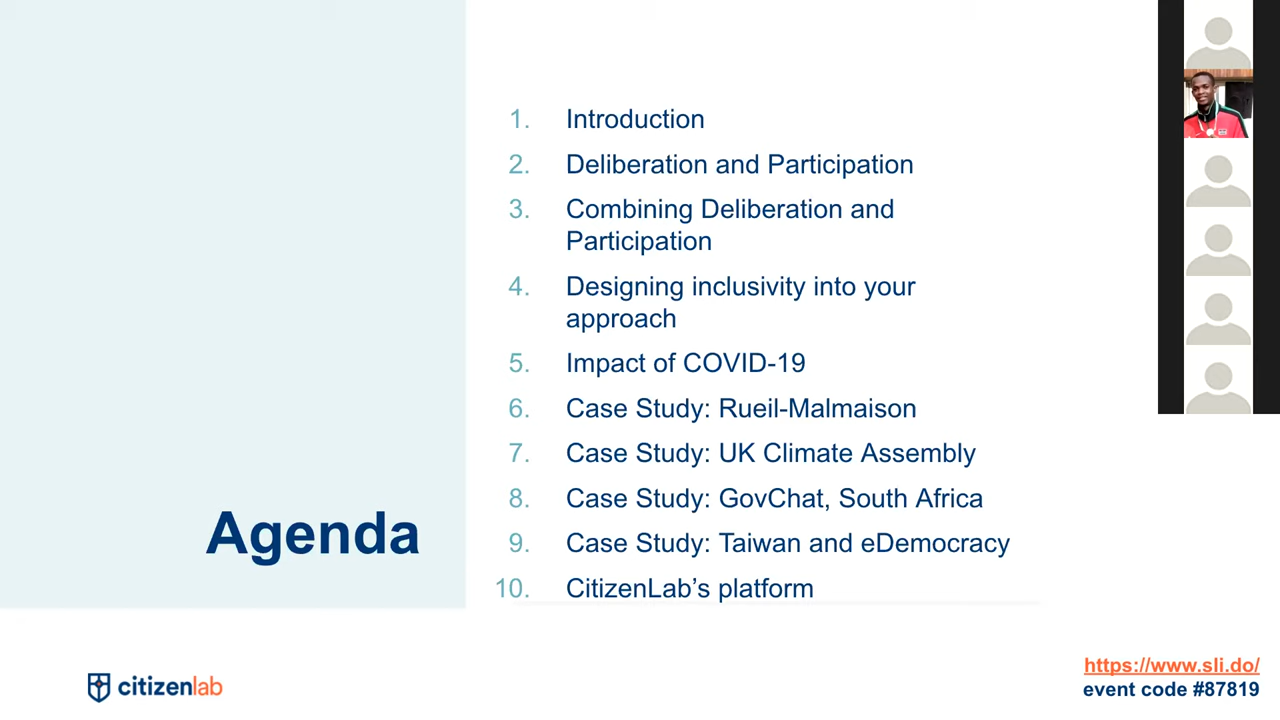 Agenda
1. Introduction
2. Deliberation and Participation
3. Combining Deliberation and
Participation
4. Designing inclusivity into your
approach
5. Impact of COVID-19
6. Case Study: Rueil-Malmaison
7. Case Study: UK Climate Assembly
8. Case Study: GovChat, South Africa
9. Case Study: Taiwan and eDemocracy
10. CitizenLab’s platform
citizenlab
https://www.sli.do/
event code #87819